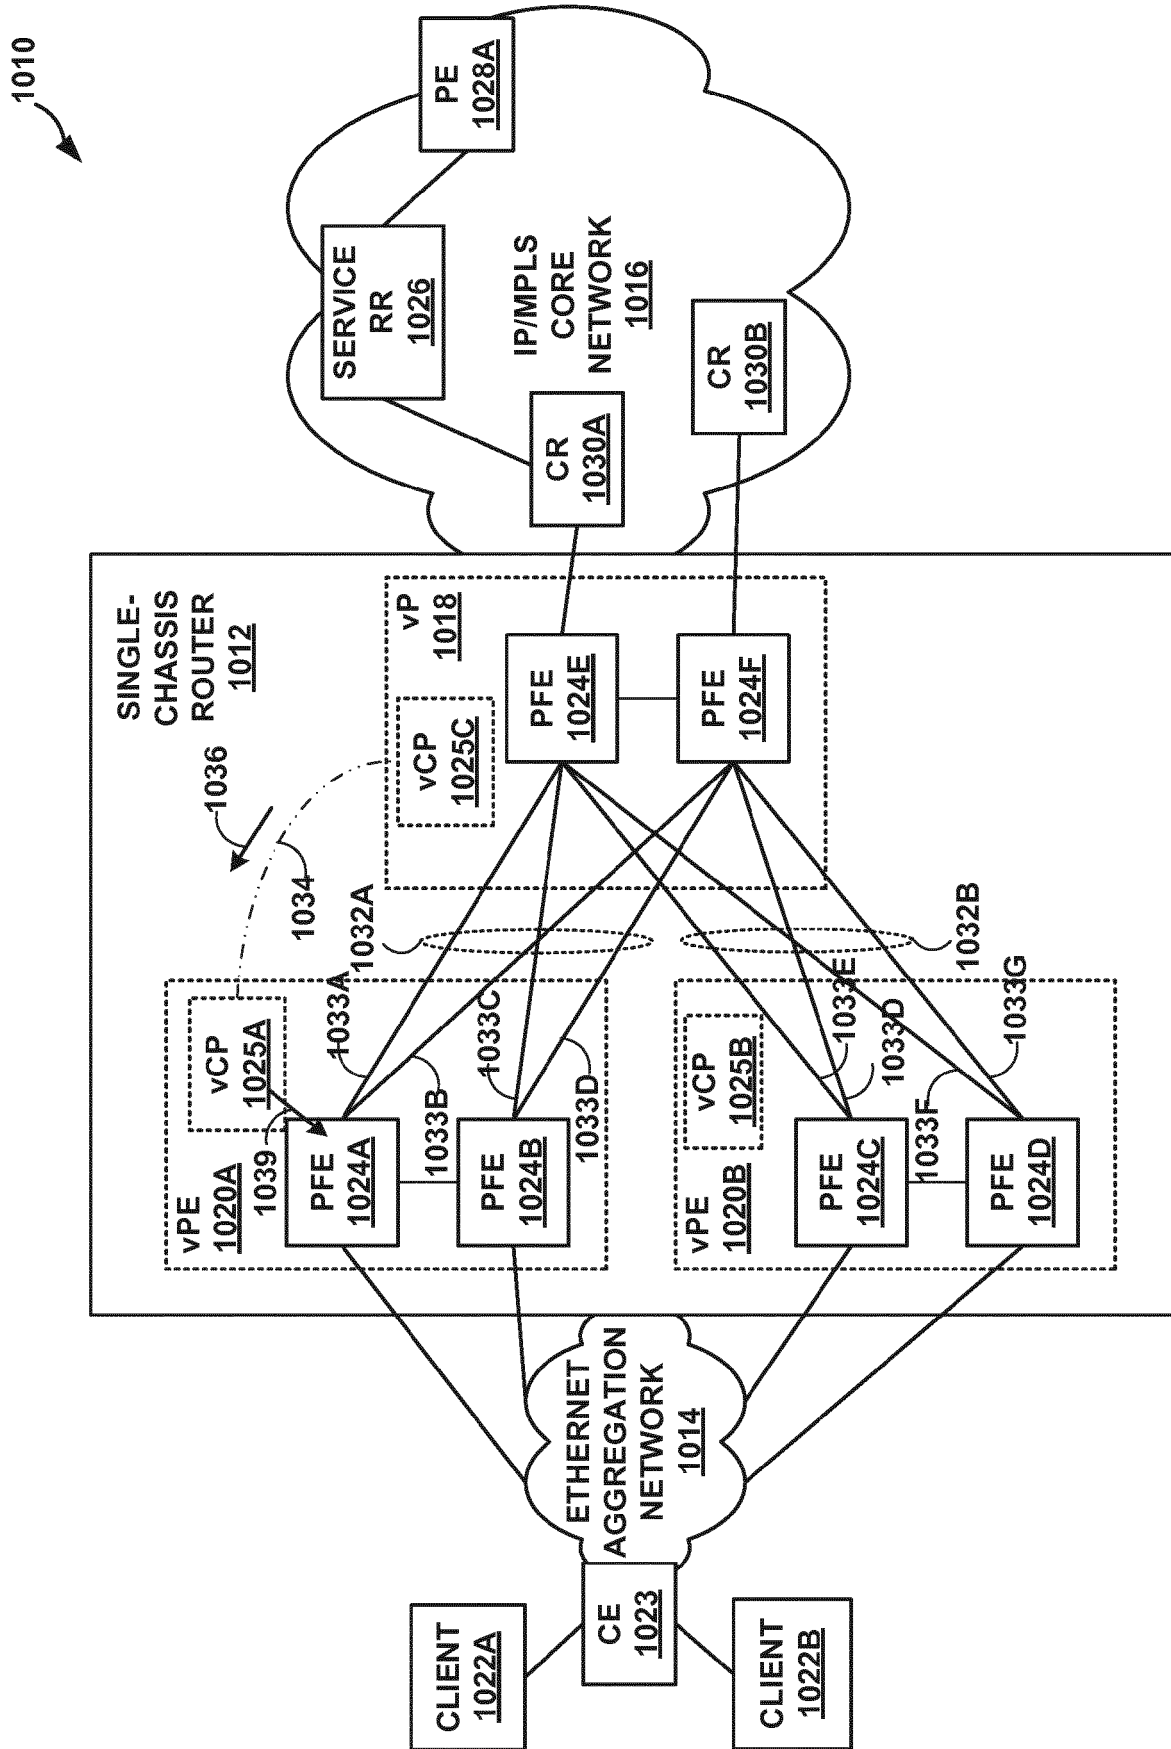 1010
SINGLE-
CHASSIS
ROUTER
1012
1036
1034
vPE
1020A
vCP
1025A
1039
PFE
1024A
PFE
1024B
1033A
1033B
1033C
1033D
1032A
vCP
1025C
vP
1018
PFE
1024E
PFE
1024F
vPE
1020B
vCP
1025B
PFE
1024C
PFE
1024D
1033E
1033D
1033F
1033G
1032B
CLIENT
1022A
CE
1023
CLIENT
1022B
ETHERNET
AGGREGATION
NETWORK
1014
SERVICE
RR
1026
PE
1028A
IP/MPLS
CORE
NETWORK
1016
CR
1030A
CR
1030B